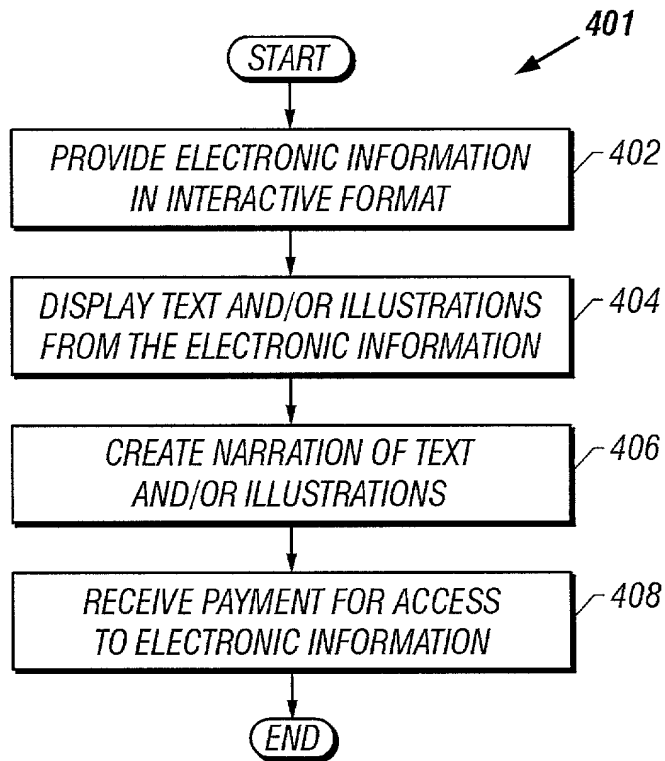 401
START
PROVIDE ELECTRONIC INFORMATION
IN INTERACTIVE FORMAT
402
DISPLAY TEXT AND/OR ILLUSTRATIONS
FROM THE ELECTRONIC INFORMATION
404
CREATE NARRATION OF TEXT
AND/OR ILLUSTRATIONS
406
RECEIVE PAYMENT FOR ACCESS
TO ELECTRONIC INFORMATION
408
END